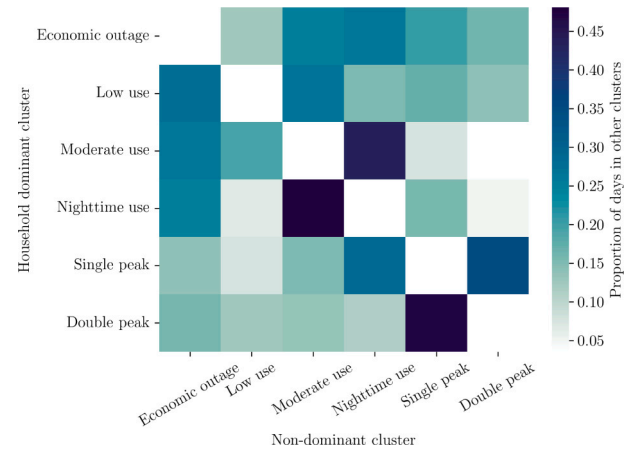 Household dominant cluster
Economic outage
Low use
Moderate use
Nighttime use
Single peak
Double peak
Economic outage
Low use
Moderate use
Nighttime use
Single peak
Double peak
Non-dominant cluster
0.45
0.40
0.35
0.30
0.25
0.20
0.15
0.10
0.05
Proportion of days in other clusters